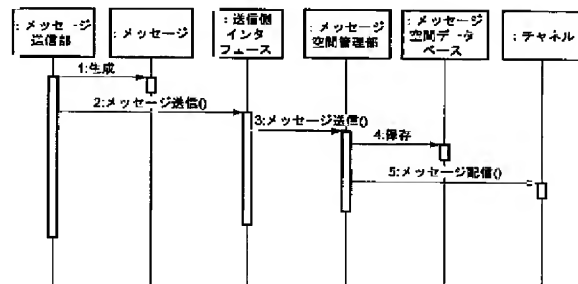 : メッセージ
送信部
: メッセージ
: 送信側
インタ
フェース
: メッセージ
空間管理部
: メッセージ
空間データ
ベース
: チャネル
1:生成
2:メッセージ送信()
3:メッセージ送信()
4:保存
5:メッセージ配信()